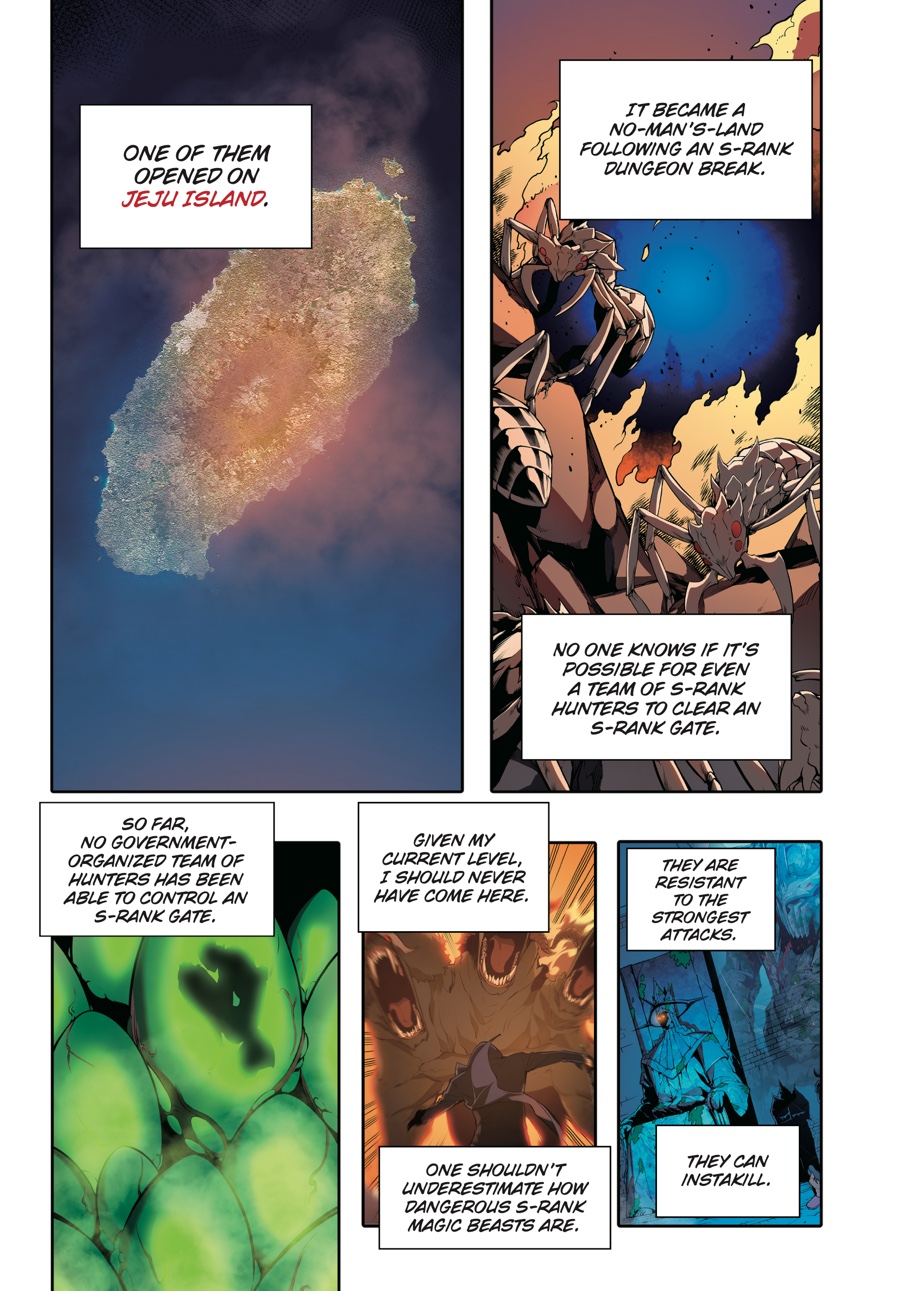 ONE OF THEM
OPENED ON
JEJU ISLAND.
IT BECAME A
NO-MAN'S-LAND
FOLLOWING AN S-RANK
DUNGEON BREAK.
NO ONE KNOWS IF IT'S
POSSIBLE FOR EVEN
A TEAM OF S-RANK
HUNTERS TO CLEAR AN
S-RANK GATE.
SO FAR,
NO GOVERNMENT-
ORGANIZED TEAM OF
HUNTERS HAS BEEN
ABLE TO CONTROL AN
S-RANK GATE.
GIVEN MY
CURRENT LEVEL,
I SHOULD NEVER
HAVE COME HERE.
ONE SHOULDN'T
UNDERESTIMATE HOW
DANGEROUS S-RANK
MAGIC BEASTS ARE.
THEY ARE
RESISTANT
TO THE
STRONGEST
ATTACKS.
THEY CAN
INSTAKILL.